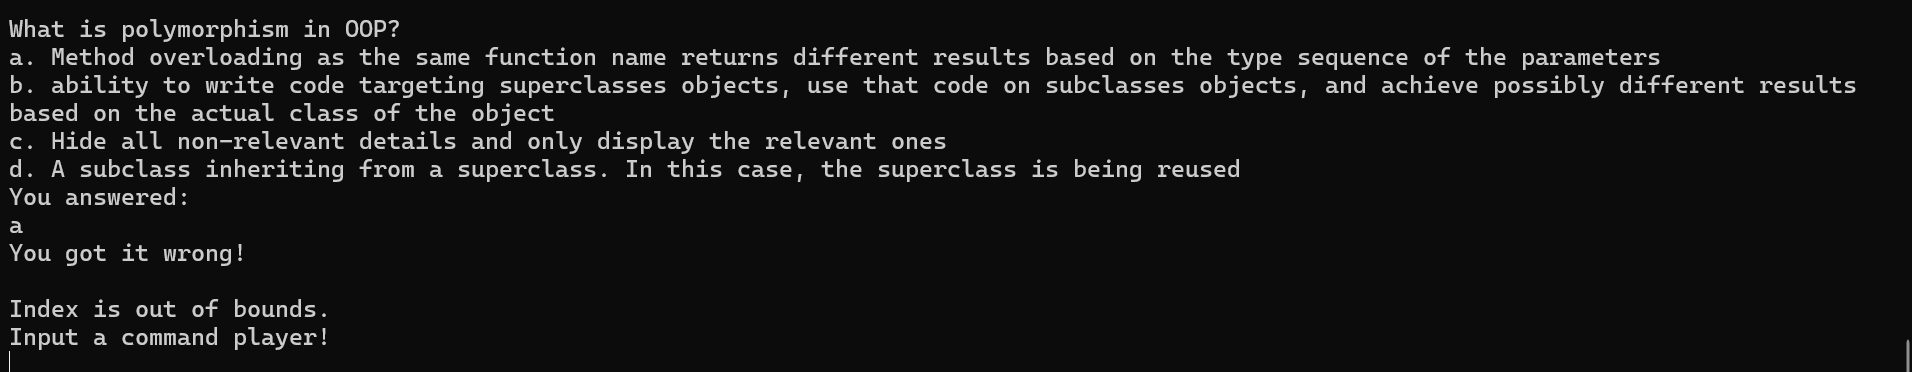 What is polymorphism in OOP?
a. Method overloading as the same function name returns different results based on the type sequence of the parameters
b. ability to write code targeting superclasses objects, use that code on subclasses objects, and achieve possibly different results
based on the actual class of the object
c. Hide all non-relevant details and only display the relevant ones
d. A subclass inheriting from a superclass. In this case, the superclass is being reused
You answered:
a
You got it wrong!
Index is out of bounds.
Input a command player!